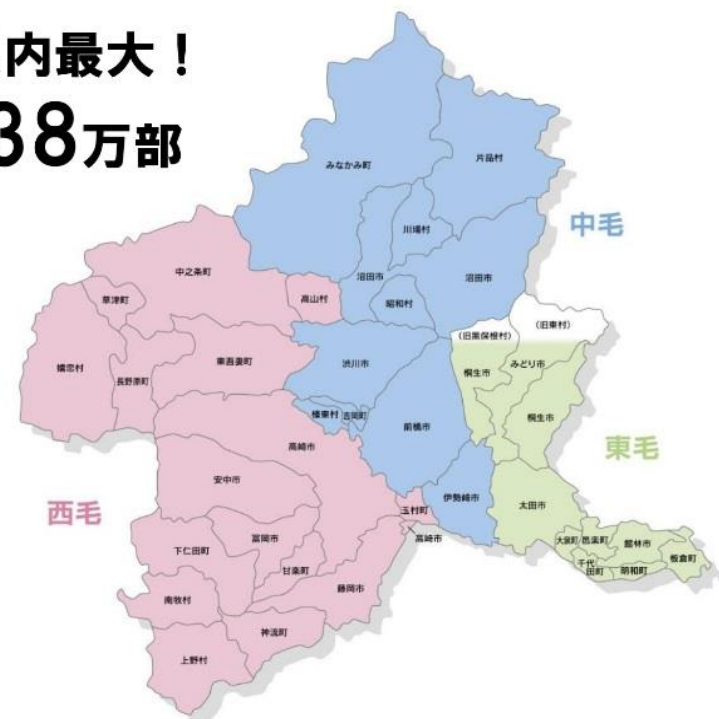 内最大！
38万部
みなかみ町
片品村
中毛
川場村
中之条町
沼田市
沼田市
草津町
高山村
昭和村
（旧黒保根村）
（旧東村）
嬬恋村
長野原町
東吾妻町
渋川市
桐生市
みどり市
榛東村
吉岡町
前橋市
桐生市
高崎市
東毛
安中市
伊勢崎市
太田市
西毛
玉村町
高崎市
富岡市
下仁田町
甘楽町
大泉町
邑楽町
館林市
板倉町
千代
田町
明和町
藤岡市
南牧村
神流町
上野村